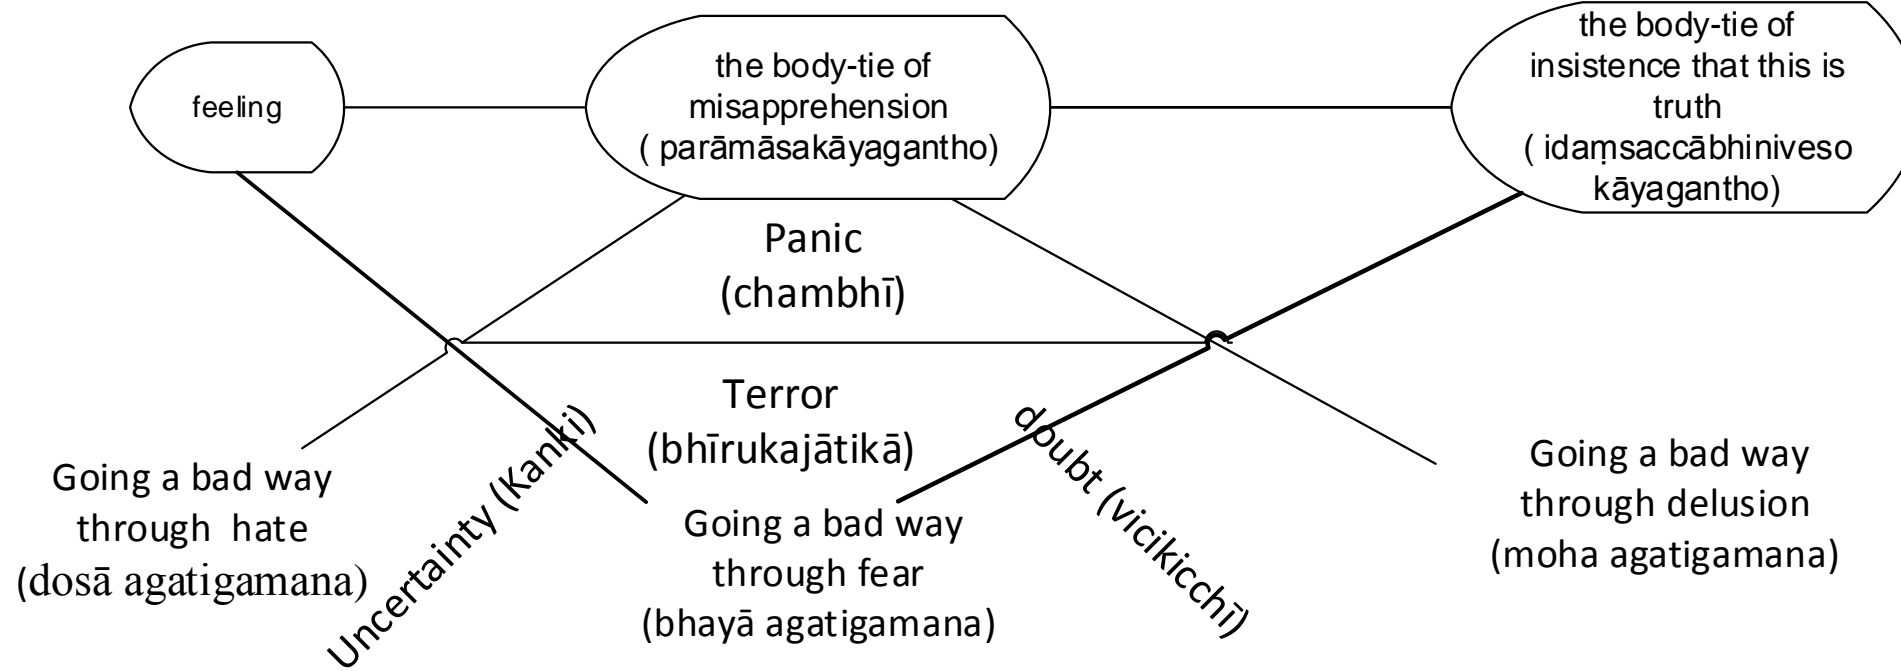 feeling
the body-tie of
misapprehension
( parāmāsakāyagantho)
the body-tie of
insistence that this is
truth
( idaṃsaccābhiniveso
kāyagantho)
Panic
(chambhī)
Terror
(bhīrukajātikā)
Going a bad way
through hate
(dosā agatigamana)
Uncertainty (Kanki)
Going a bad way
through fear
(bhayā agatigamana)
doubt (vicikicchī)
Going a bad way
through delusion
(moha agatigamana)